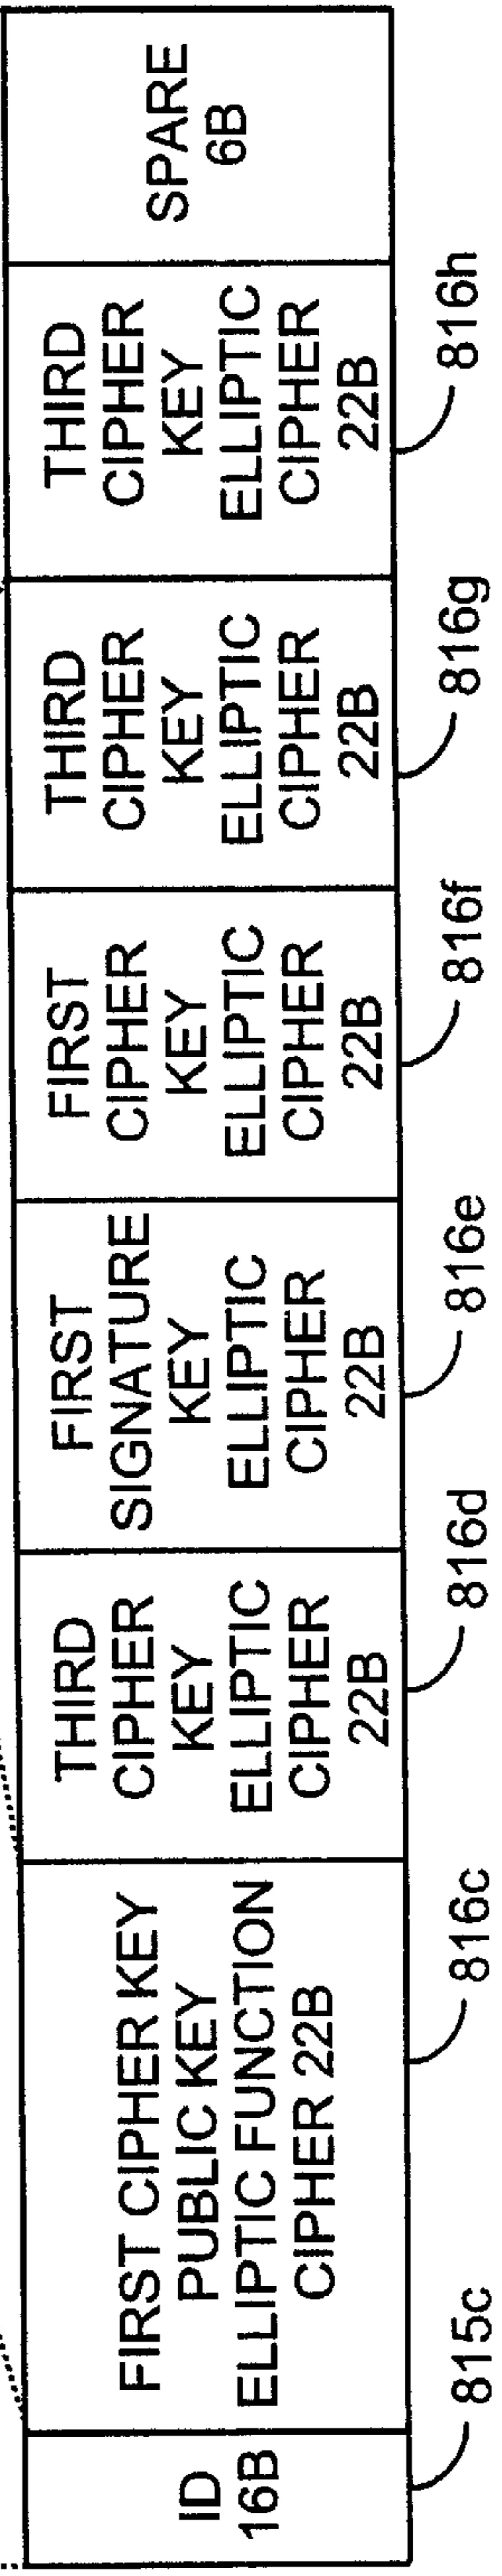 ID
16B
FIRST CIPHER KEY
PUBLIC KEY
ELLIPTIC FUNCTION
CIPHER 22B
THIRD
CIPHER
KEY
ELLIPTIC
CIPHER
22B
FIRST
SIGNATURE
KEY
ELLIPTIC
CIPHER
22B
FIRST
CIPHER
KEY
ELLIPTIC
CIPHER
22B
THIRD
CIPHER
KEY
ELLIPTIC
CIPHER
22B
THIRD
CIPHER
KEY
ELLIPTIC
CIPHER
22B
SPARE
6B
815c
816c
816d
816e
816f
816g
816h